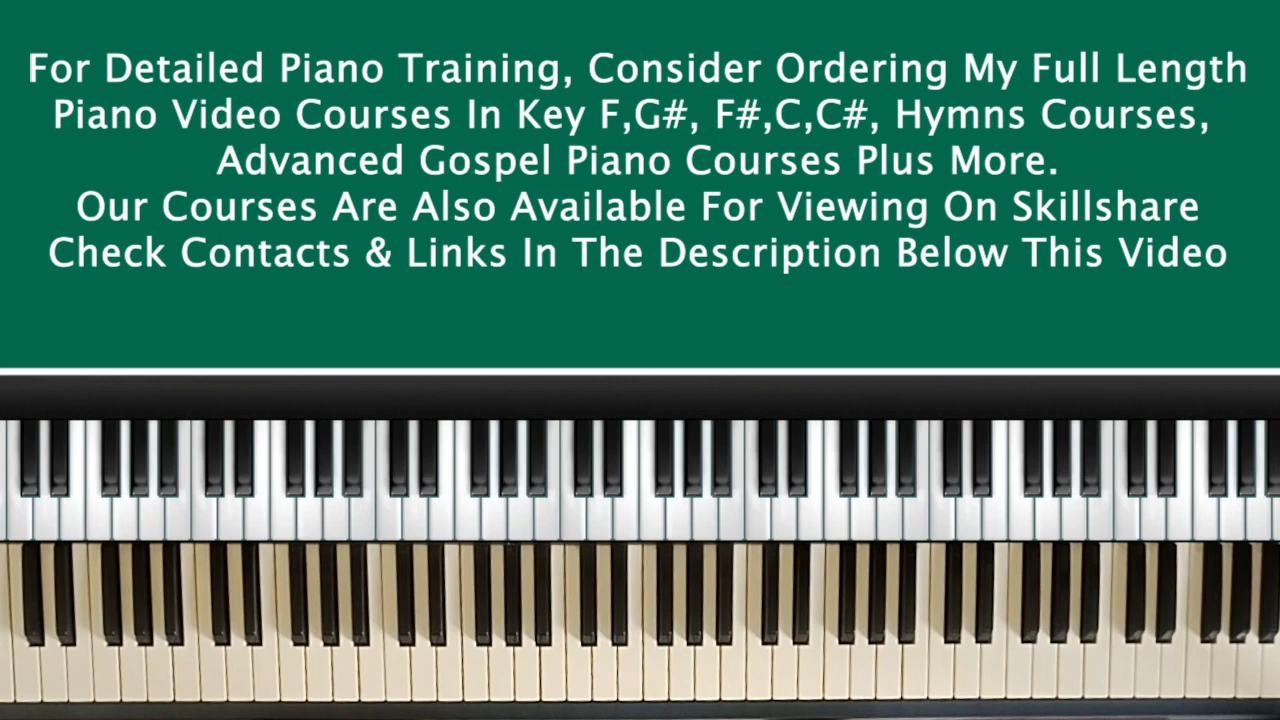 For Detailed Piano Training, Consider Ordering My Full Length
Piano Video Courses In Key F,G#, F#,C,C#, Hymns Courses,
Advanced Gospel Piano Courses Plus More.
Our Courses Are Also Available For Viewing On Skillshare
Check Contacts & Links In The Description Below This Video